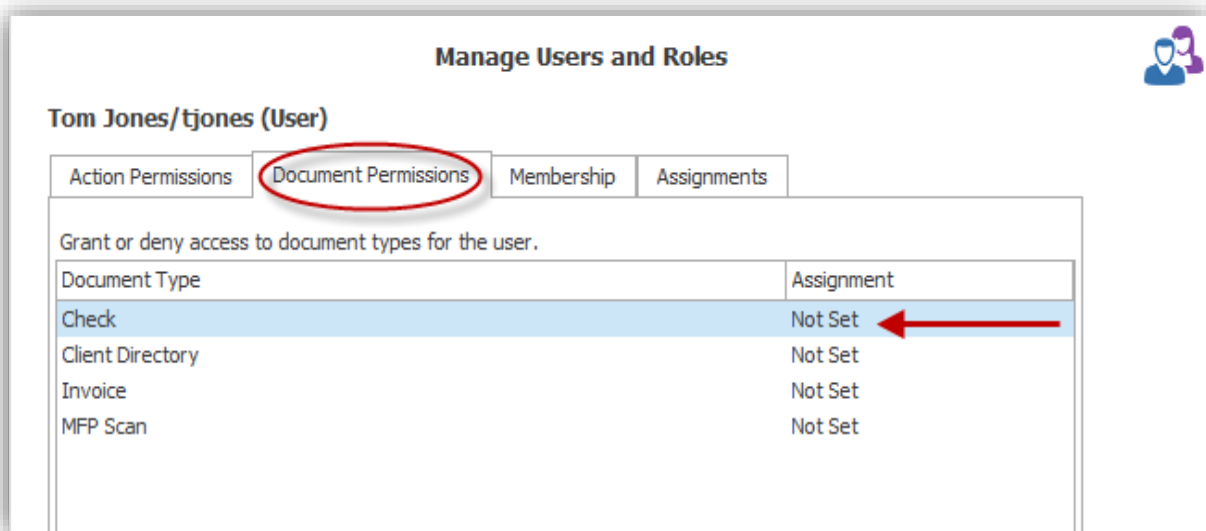 Manage Users and Roles
Tom Jones/tjones (User)
Action Permissions Document Permissions Membership Assignments
Grant or deny access to document types for the user.
Document Type Assignment
Check Not Set
Client Directory Not Set
Invoice Not Set
MFP Scan Not Set